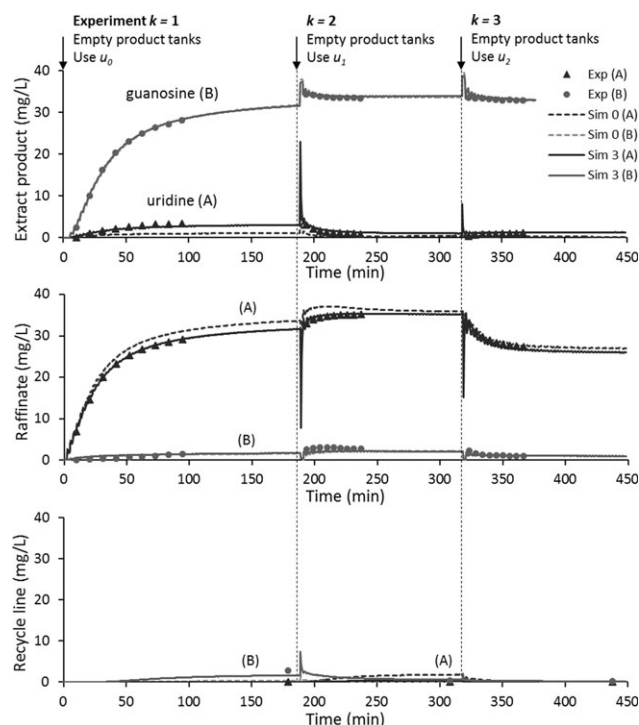 Experiment k = 1
Empty product tanks
Use u0
k = 2
Empty product tanks
Use u1
k = 3
Empty product tanks
Use u2
Extract product (mg/L)
40
30
20
10
0
guanosine (B)
uridine (A)
Exp (A)
Exp (B)
Sim 0 (A)
Sim 0 (B)
Sim 3 (A)
Sim 3 (B)
0 50 100 150 200 250 300 350 400 450
Time (min)
Raffinate (mg/L)
40
30
20
10
0
(A)
(B)
0 50 100 150 200 250 300 350 400 450
Time (min)
Recycle line (mg/L)
40
30
20
10
0
(B)
(A)
0 50 100 150 200 250 300 350 400 450
Time (min)